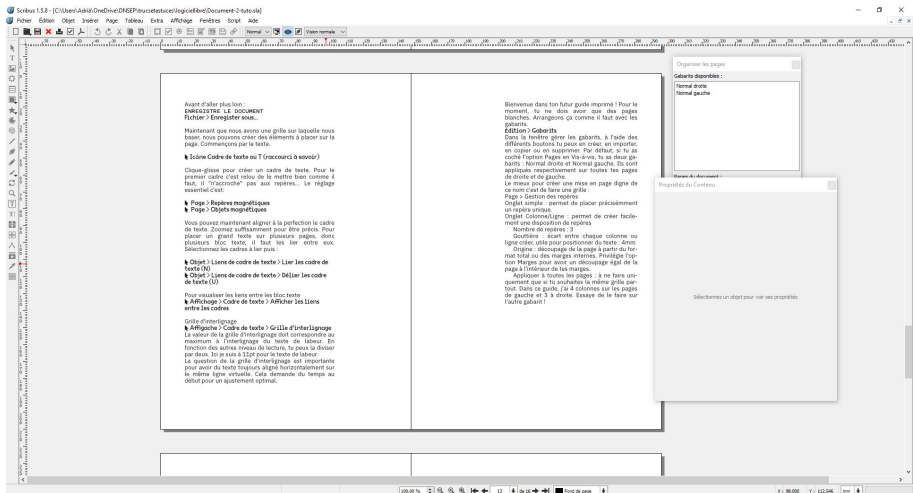 Scribus 1.5.8 - [C:\Users\Adrià\OneDrive\DNSEP\trucsetastuces\logiciellibre\Document-2-tuto.sla]
Fichier Édition Objet Insérer Page Tableau Extra Affichage Fenêtres Script Aide
Normal
Vision normale
Avant d'aller plus loin :
ENREGISTRE LE DOCUMENT
Fichier > Enregister sous…
Maintenant que nous avons une grille sur laquelle nous
baser, nous pouvons créer des éléments à placer sur la
page. Commençons par le texte.
Icône Cadre de texte ou T (raccourci à savoir)
Clique-glisse pour créer un cadre de texte. Pour le
premier cadre c'est relou de le mettre bien comme il
faut, il "n'accroche" pas aux repères... Le réglage
essentiel c'est:
Page > Repères magnétiques
Page > Objets magnétiques
Vous pouvez maintenant aligner à la perfection le cadre
de texte. Zoomez suffisamment pour être précis. Pour
placer un grand texte sur plusieurs pages, donc
plusieurs bloc texte, il faut les lier entre eux.
Sélectionnez les cadres à lier puis :
Objet > Liens de cadre de texte > Lier les cadre
texte (N)
Objet > Liens de cadre de texte > Délier les cadre
de texte (U)
Pour visualiser les liens entre les bloc texte
Affichage > Cadre de texte > Afficher les liens
entre les cadres
Grille d'interlignage
Affigache > Cadre de texte > Grille d'interlignage
La valeur de la grille d'interlignage doit correspondre au
maximum à l'interlignage du texte de labeur. En
fonction des autres niveau de lecture, tu peux la diviser
par deux. Ici je suis à 11pt pour le texte de labeur.
La question de la grille d'interlignage est importante
pour avoir du texte toujours aligné horizontalement sur
le même ligne virtuelle. Cela demande du temps au
début pour un ajustement optimal.
Bienvenue dans ton futur guide imprimé ! Pour le
moment, tu ne dois avoir que des pages
blanches. Arrangeons ça comme il faut avec les
gabarits.
Édition > Gabarits
Dans la fenêtre gérer les gabarits, à l'aide des
différents boutons tu peux en créer, en importer,
en copier ou en supprimer. Par défaut, si tu as
coché l'option Pages en Vis-à-vis, tu as deux ga-
barits : Normal droite et Normal gauche. Ils sont
appliqués respectivement sur toutes tes pages
de droite et de gauche.
Le mieux pour créer une mise en page digne de
ce nom c'est de faire une grille :
Page > Gestion des repères
Onglet simple : permet de placer précisèment
un repère unique.
Onglet Colonne/Ligne : permet de créer facile-
ment une disposition de repères
Nombre de repères : 3
Gouttière : écart entre chaque colonne ou
ligne créer, utile pour positionner du texte : 4mm
Origine : découpage de la page à partir du for-
mat total ou des marges internes. Privilégie l'op-
tion Marges pour avoir un découpage égal de la
page à l'intérieur de tes marges.
Appliquer à toutes les pages : à ne faire uni-
quement que si tu souhaites la même grille par-
tout. Dans ce guide, j'ai 4 colonnes sur les pages
de gauche et 3 à droite. Essaye de le faire sur
l'autre gabarit !
Organiser les pages
Gabarits disponibles :
Normal droite
Normal gauche
Pages du document :
Propriétés du Contenu
Sélectionnez un objet pour voir ses propriétés
100,00 %
12
de 16
Fond de page
X : 98.000 Y : 112.546 mm